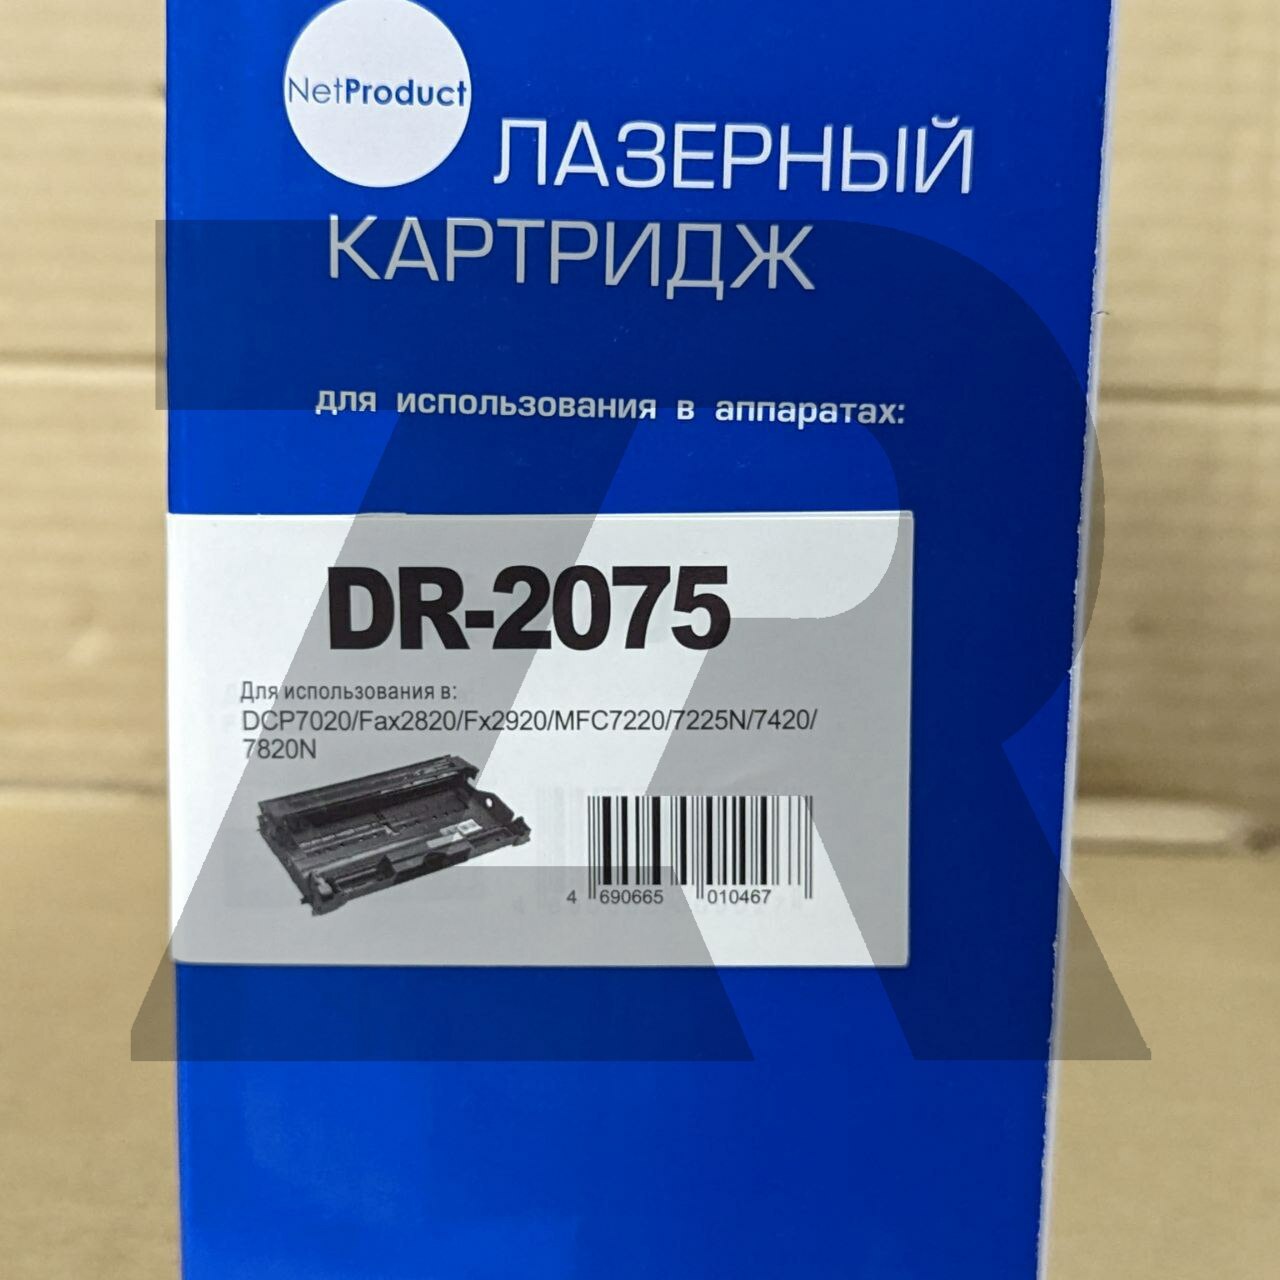 NetProduct
ЛАЗЕРНЫЙ
КАРТРИДЖ
для использования в аппаратах:
DR-2075
Для использования в:
DCP7020/Fax2820/Fx2920/MFC7220/7225N/7420/
7820N
4 690665 010467